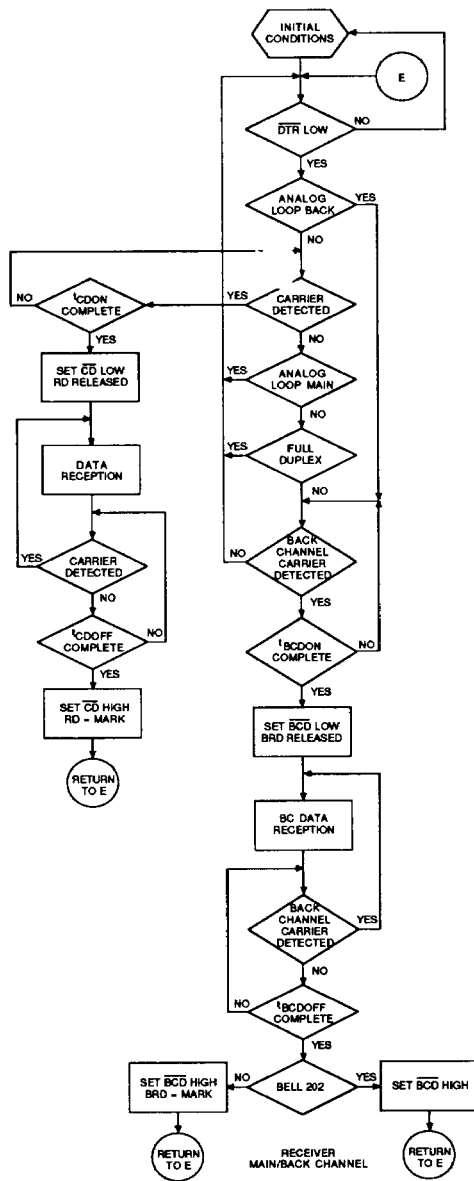 INITIAL
CONDITIONS
E
DTR LOW
NO
YES
ANALOG
LOOP BACK
YES
NO
NO
tCDON
COMPLETE
YES
CARRIER
DETECTED
YES
NO
SET CD LOW
RD RELEASED
YES
ANALOG
LOOP MAIN
NO
DATA
RECEPTION
YES
FULL
DUPLEX
NO
YES
CARRIER
DETECTED
NO
NO
BACK
CHANNEL
CARRIER
DETECTED
YES
tCDOFF
COMPLETE
NO
YES
tBCDON
COMPLETE
NO
YES
SET CD HIGH
RD = MARK
SET BCD LOW
BRD RELEASED
RETURN
TO E
BC DATA
RECEPTION
BACK
CHANNEL
CARRIER
DETECTED
YES
NO
NO
tBCDOFF
COMPLETE
YES
SET BCD HIGH
BRD = MARK
NO
BELL 202
YES
SET BCD HIGH
RETURN
TO E
RECEIVER
MAIN/BACK CHANNEL
RETURN
TO E